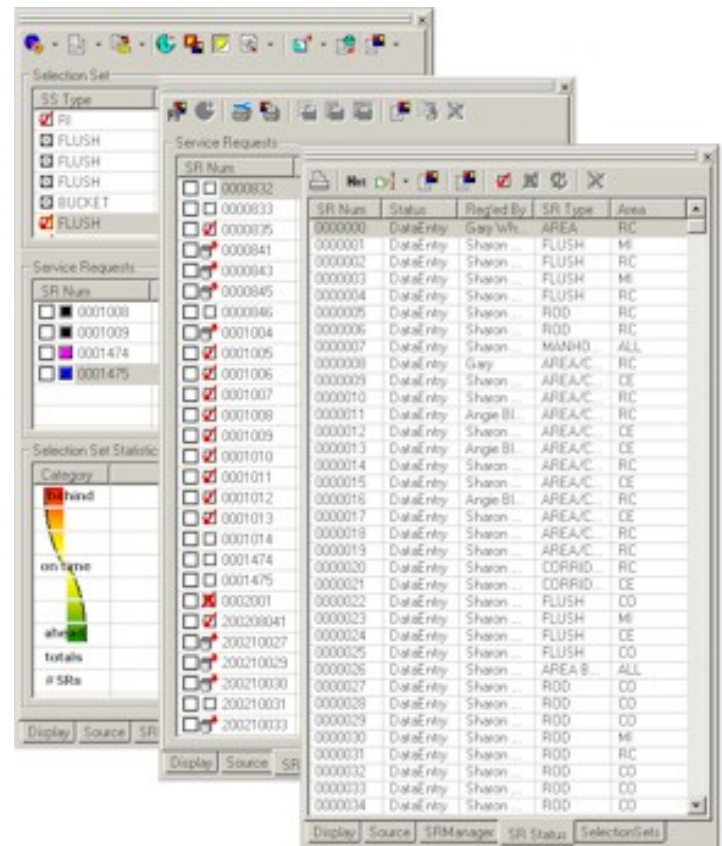 Selection Set
SS Type
RI
FLUSH
FLUSH
FLUSH
BUCKET
FLUSH
Service Requests
SR Num
0001008
0001009
0001474
0001475
Selection Set Statistic
Category
behind
on time
ahead
totals
# SRs
Display Source SR
Service Requests
SR Num
0000832
0000833
0000835
0000841
0000843
0000845
0000846
0001004
0001005
0001006
0001007
0001008
0001009
0001010
0001011
0001012
0001013
0001014
0001474
0001475
0002001
200208041
200210027
200210029
200210030
200210031
200210033
Display Source SR
SR Num Status Req'ed By SR Type Area
0000000 DataEntry Gary Wh... AREA RC
0000001 DataEntry Sharon ... FLUSH MI
0000002 DataEntry Sharon ... FLUSH RC
0000003 DataEntry Sharon ... FLUSH MI
0000004 DataEntry Sharon ... FLUSH RC
0000005 DataEntry Sharon ... ROD RC
0000006 DataEntry Sharon ... ROD RC
0000007 DataEntry Sharon ... MANHO... ALL
0000008 DataEntry Gary AREA/C... RC
0000009 DataEntry Sharon ... AREA/C... CE
0000010 DataEntry Sharon ... AREA/C... RC
0000011 DataEntry Angie Bl... AREA/C... RC
0000012 DataEntry Sharon ... AREA/C... CE
0000013 DataEntry Angie Bl... AREA/C... CE
0000014 DataEntry Sharon ... AREA/C... RC
0000015 DataEntry Sharon ... AREA/C... CE
0000016 DataEntry Angie Bl... AREA/C... RC
0000017 DataEntry Sharon ... AREA/C... CE
0000018 DataEntry Sharon ... AREA/C... RC
0000019 DataEntry Sharon ... AREA/C... RC
0000020 DataEntry Sharon ... CORRID... RC
0000021 DataEntry Sharon ... CORRID... CE
0000022 DataEntry Sharon ... FLUSH CO
0000023 DataEntry Sharon ... FLUSH MI
0000024 DataEntry Sharon ... FLUSH CE
0000025 DataEntry Sharon ... FLUSH CO
0000026 DataEntry Sharon ... AREA B... ALL
0000027 DataEntry Sharon ... ROD CO
0000028 DataEntry Sharon ... ROD CO
0000029 DataEntry Sharon ... ROD CO
0000030 DataEntry Sharon ... ROD MI
0000031 DataEntry Sharon ... ROD RC
0000032 DataEntry Sharon ... ROD CO
0000033 DataEntry Sharon ... ROD CO
0000034 DataEntry Sharon ... ROD CO
Display Source SRManager SR Status SelectionSets